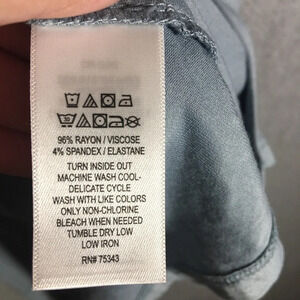 96% RAYON / VISCOSE
4% SPANDEX / ELASTANE
TURN INSIDE OUT
MACHINE WASH COOL-
DELICATE CYCLE
WASH WITH LIKE COLORS
ONLY NON-CHLORINE
BLEACH WHEN NEEDED
TUMBLE DRY LOW
LOW IRON
RN# 75343